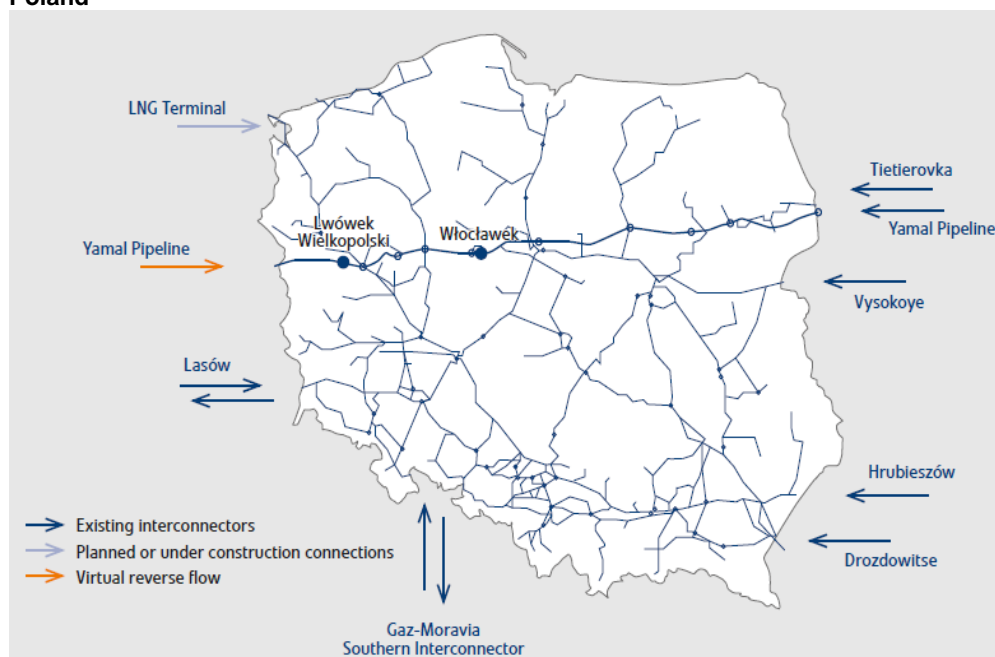 Poland
LNG Terminal
Tietierovka
Yamal Pipeline
Lwówek
Wielkopolski
Włocławek
Yamal Pipeline
Vysokoye
Lasów
Hrubieszów
Drozdowitse
Existing interconnectors
Planned or under construction connections
Virtual reverse flow
Gaz-Moravia
Southern Interconnector